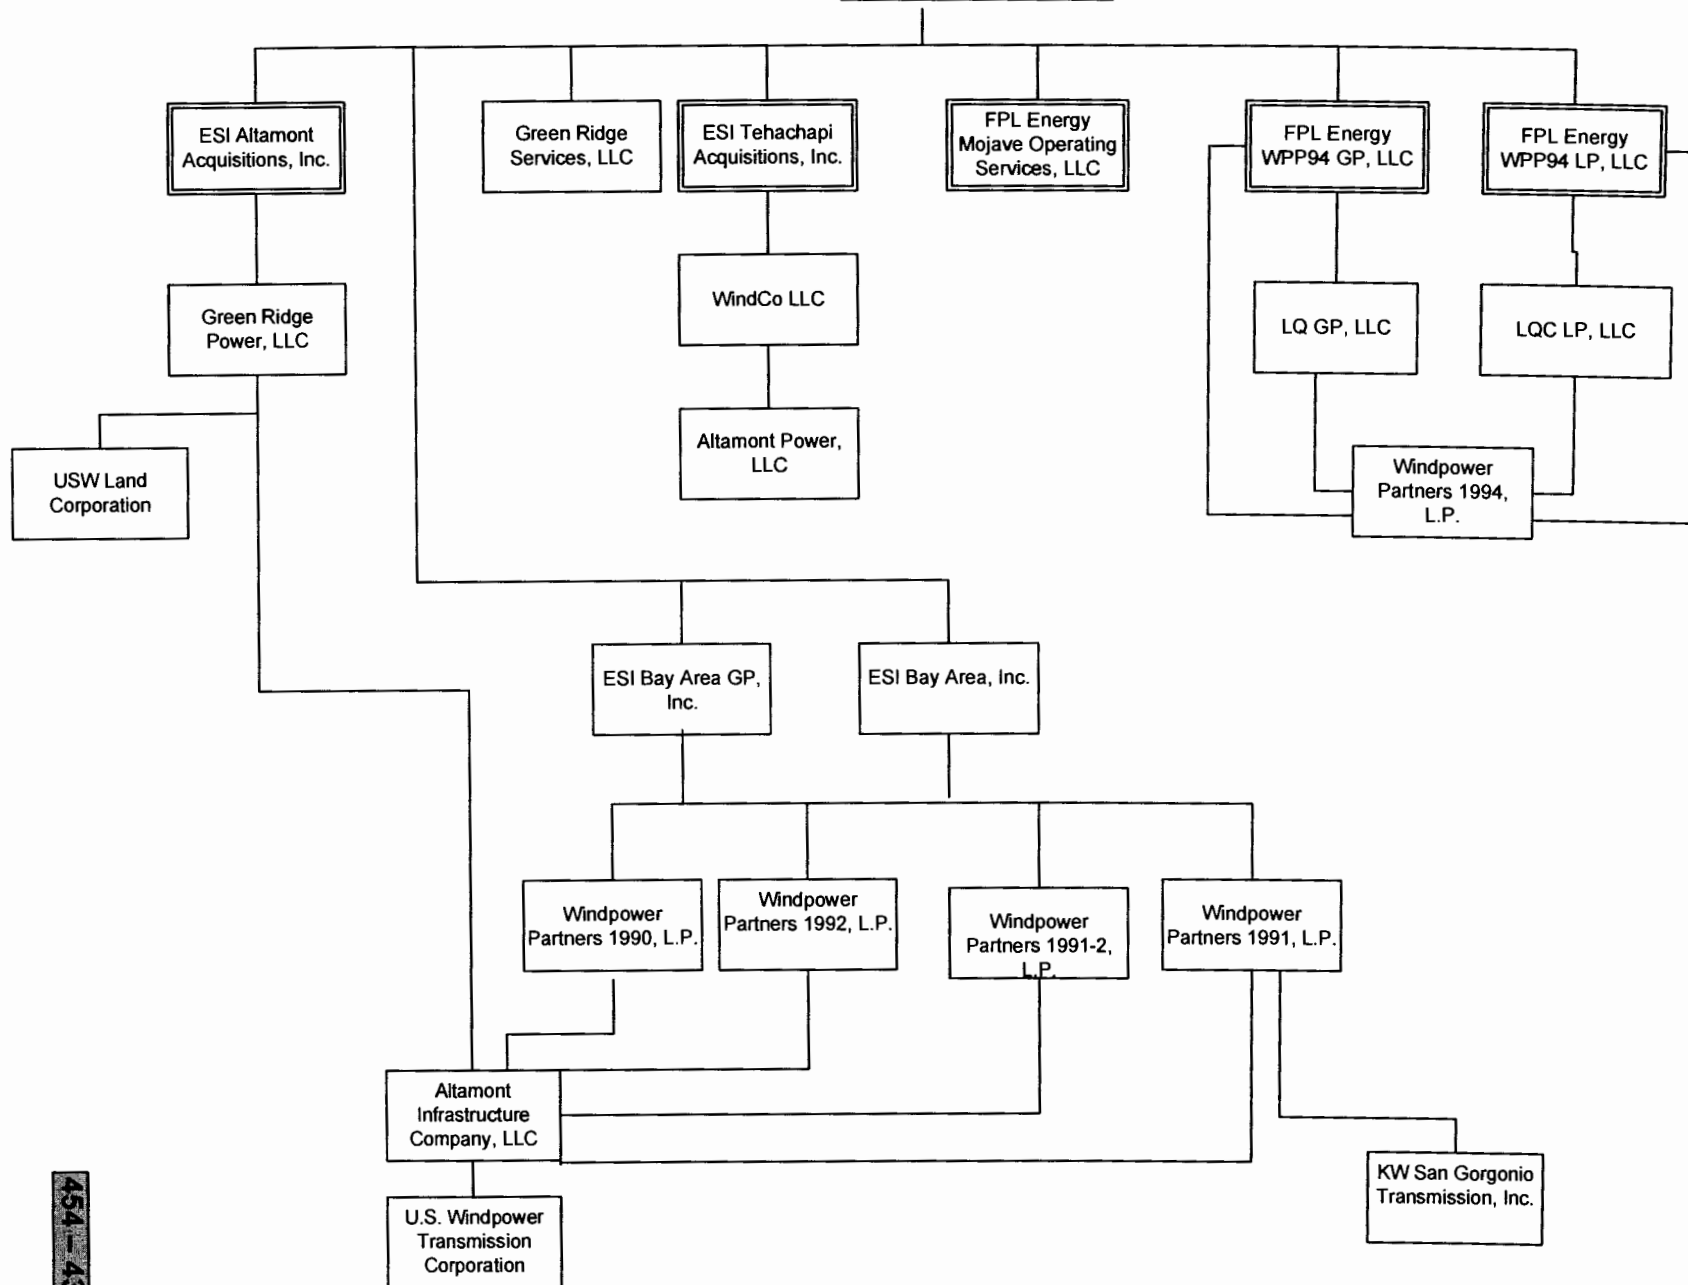 ESI Altamont
Acquisitions, Inc.
Green Ridge
Services, LLC
ESI Tehachapi
Acquisitions, Inc.
FPL Energy
Mojave Operating
Services, LLC
FPL Energy
WPP94 GP, LLC
FPL Energy
WPP94 LP, LLC
Green Ridge
Power, LLC
WindCo LLC
LQ GP, LLC
LQC LP, LLC
USW Land
Corporation
Altamont Power,
LLC
Windpower
Partners 1994,
L.P.
ESI Bay Area GP,
Inc.
ESI Bay Area, Inc.
Windpower
Partners 1990, L.P.
Windpower
Partners 1992, L.P.
Windpower
Partners 1991-2,
L.P.
Windpower
Partners 1991, L.P.
Altamont
Infrastructure
Company, LLC
KW San Gorgonio
Transmission, Inc.
U.S. Windpower
Transmission
Corporation